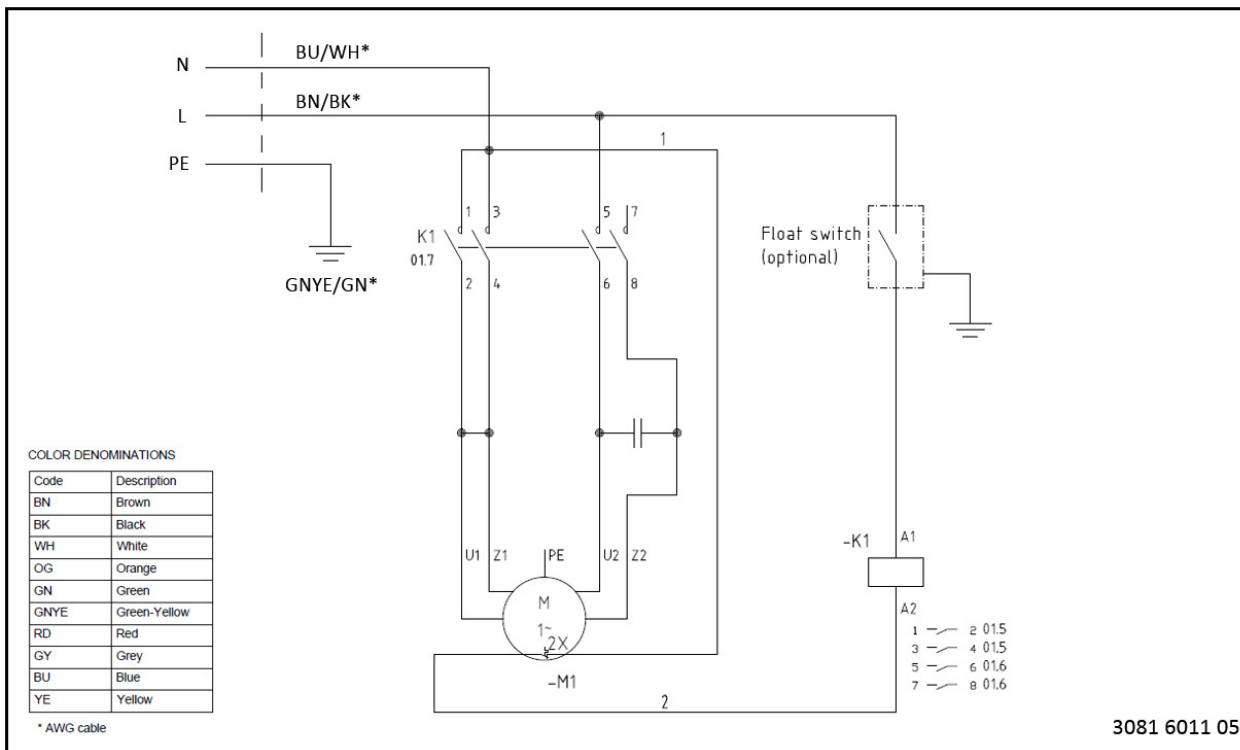 N
BU/WH*
L
BN/BK*
PE
GNYE/GN*
1
1 3 5 7
K1
01.7
2 4 6 8
Float switch
(optional)
U1 Z1 PE U2 Z2
M
1~
2X
-M1
2
-K1
A1
A2
1 2 01.5
3 4 01.5
5 6 01.6
7 8 01.6
COLOR DENOMINATIONS
Code Description
BN Brown
BK Black
WH White
OG Orange
GN Green
GNYE Green-Yellow
RD Red
GY Grey
BU Blue
YE Yellow
* AWG cable
3081 6011 05